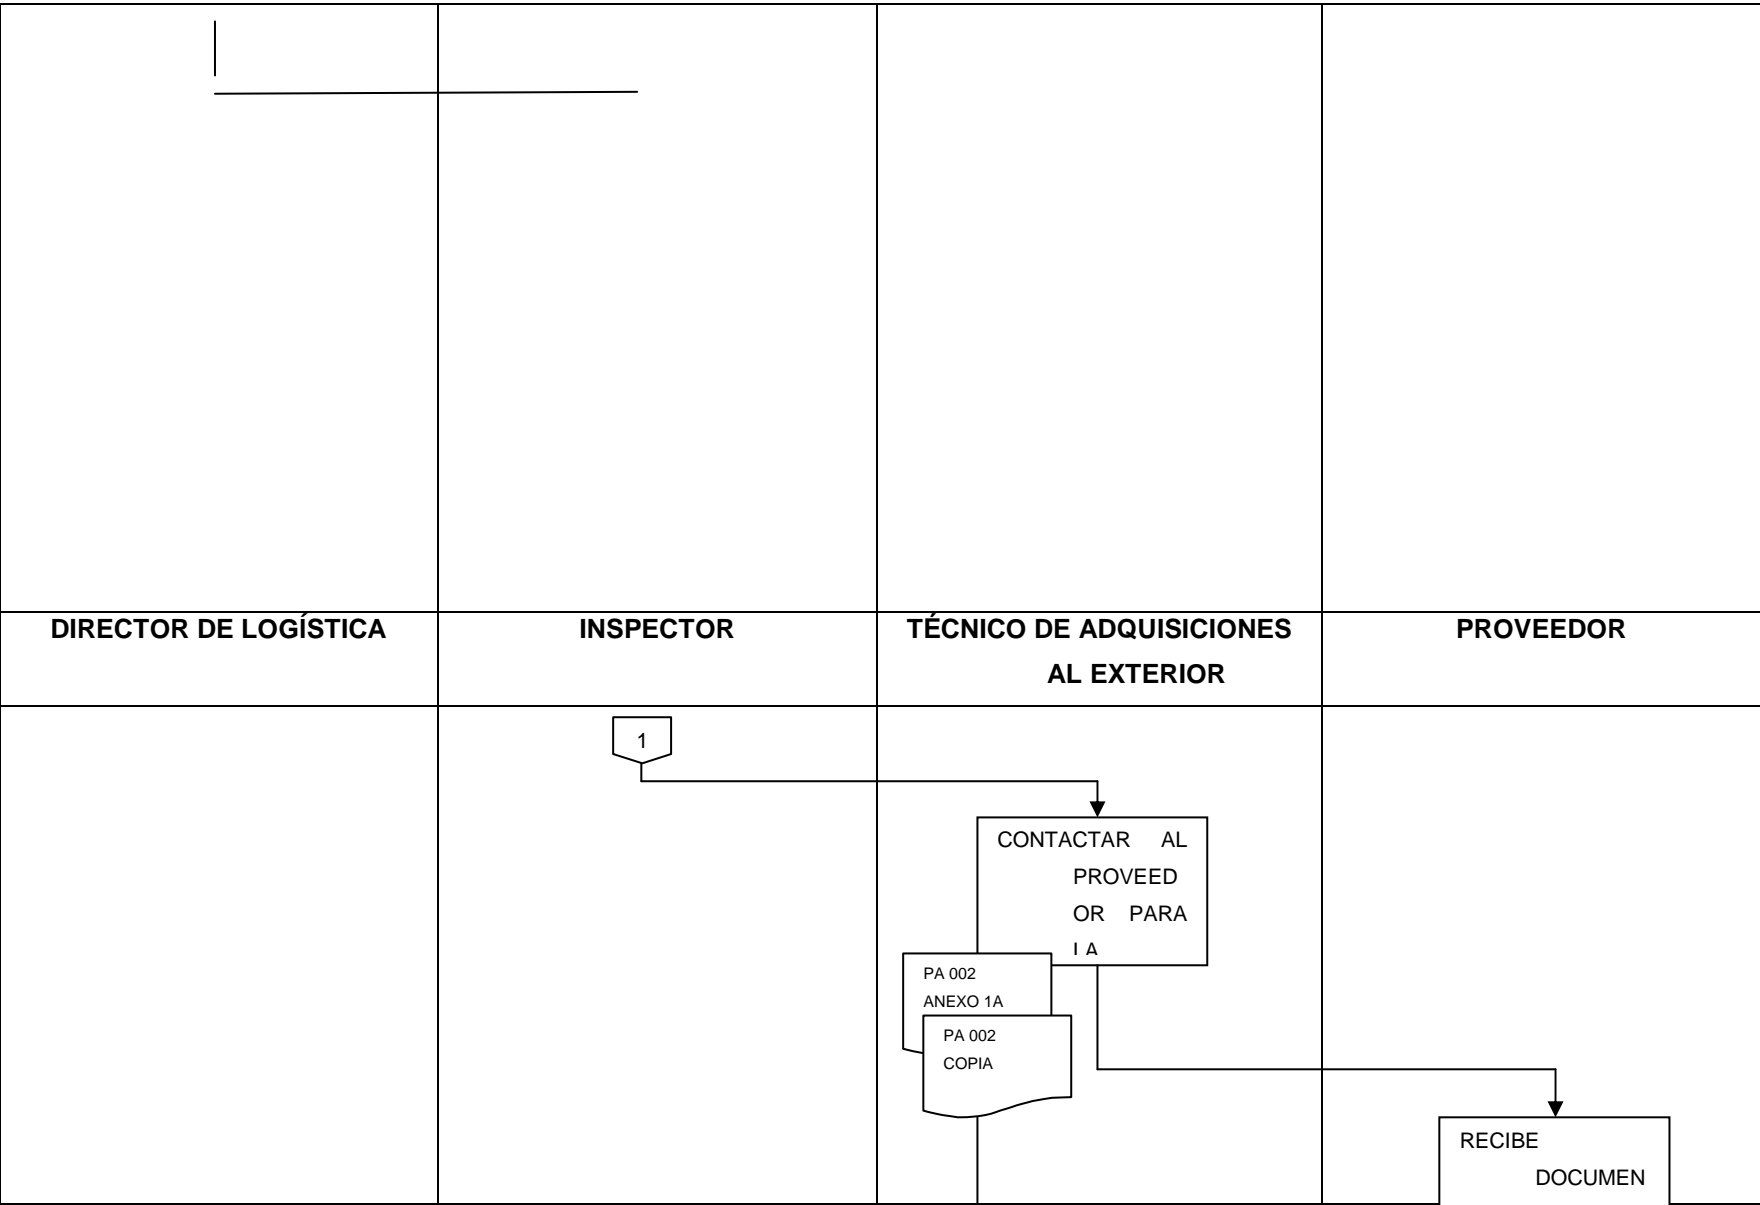 DIRECTOR DE LOGÍSTICA
INSPECTOR
TÉCNICO DE ADQUISICIONES
AL EXTERIOR
PROVEEDOR
1
CONTACTAR AL
PROVEED
OR PARA
LA
PA 002
ANEXO 1A
PA 002
COPIA
RECIBE
DOCUMEN